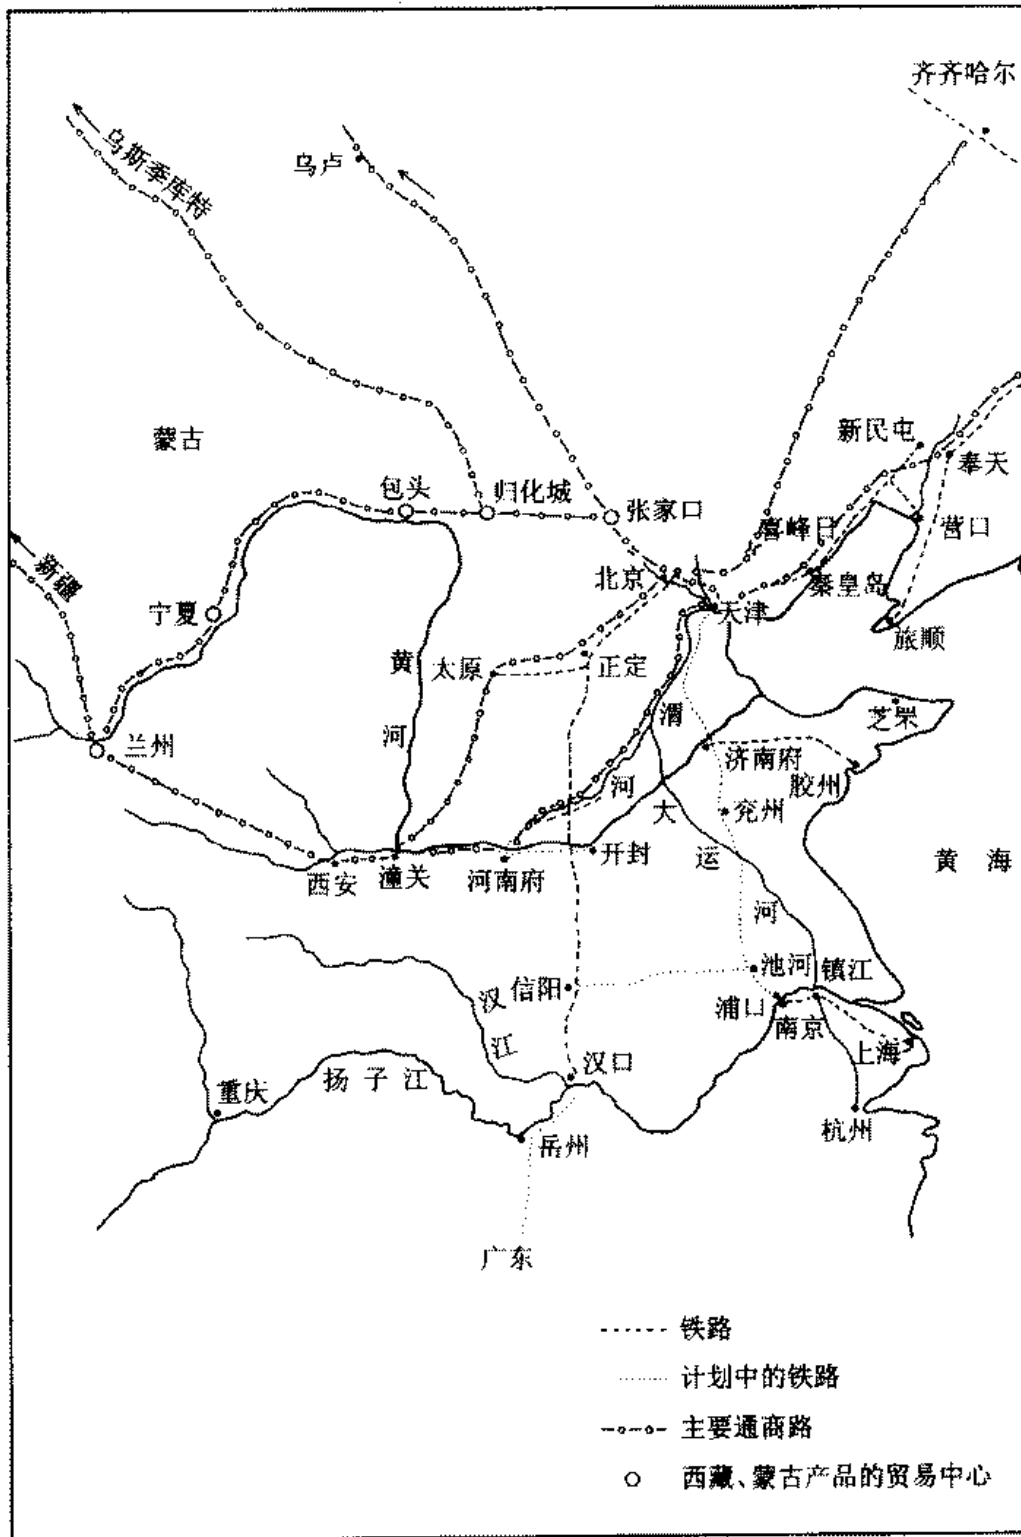 齐齐哈尔
乌斯季库特
乌卢
蒙古
新民屯
奉天
包头
归化城
张家口
喜峰日
营口
新疆
北京
秦皇岛
宁夏
天津
旅顺
黄河
太原
正定
渭河
芝罘
兰州
济南府
胶州
大运河
兖州
西安
潼关
河南府
开封
黄海
汉江
信阳
池河
镇江
浦口
南京
上海
扬子江
汉口
重庆
岳州
杭州
广东
铁路
计划中的铁路
主要通商路
西藏、蒙古产品的贸易中心